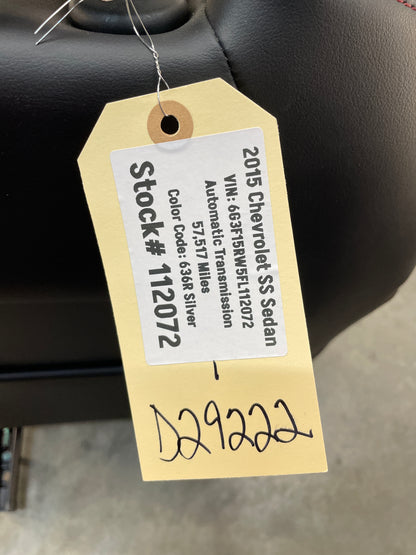 2015 Chevrolet SS Sedan
VIN: 6G3F15RW5FL112072
Automatic Transmission
57,517 Miles
Color Code: 636R Silver
Stock# 112072
D29222